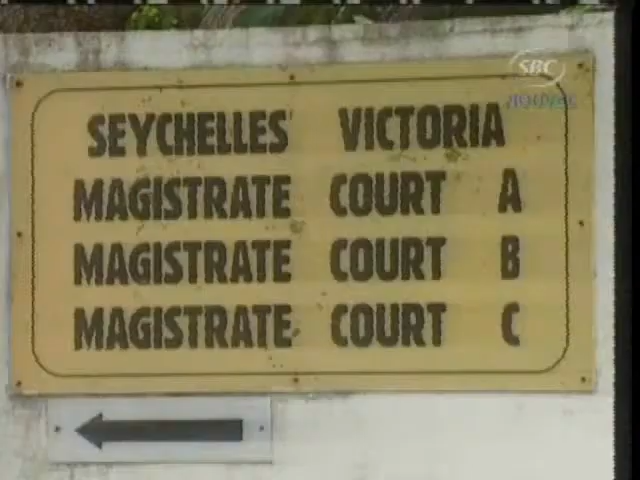 SBC
SEYCHELLES VICTORIA
MAGISTRATE COURT A
MAGISTRATE COURT B
MAGISTRATE COURT C